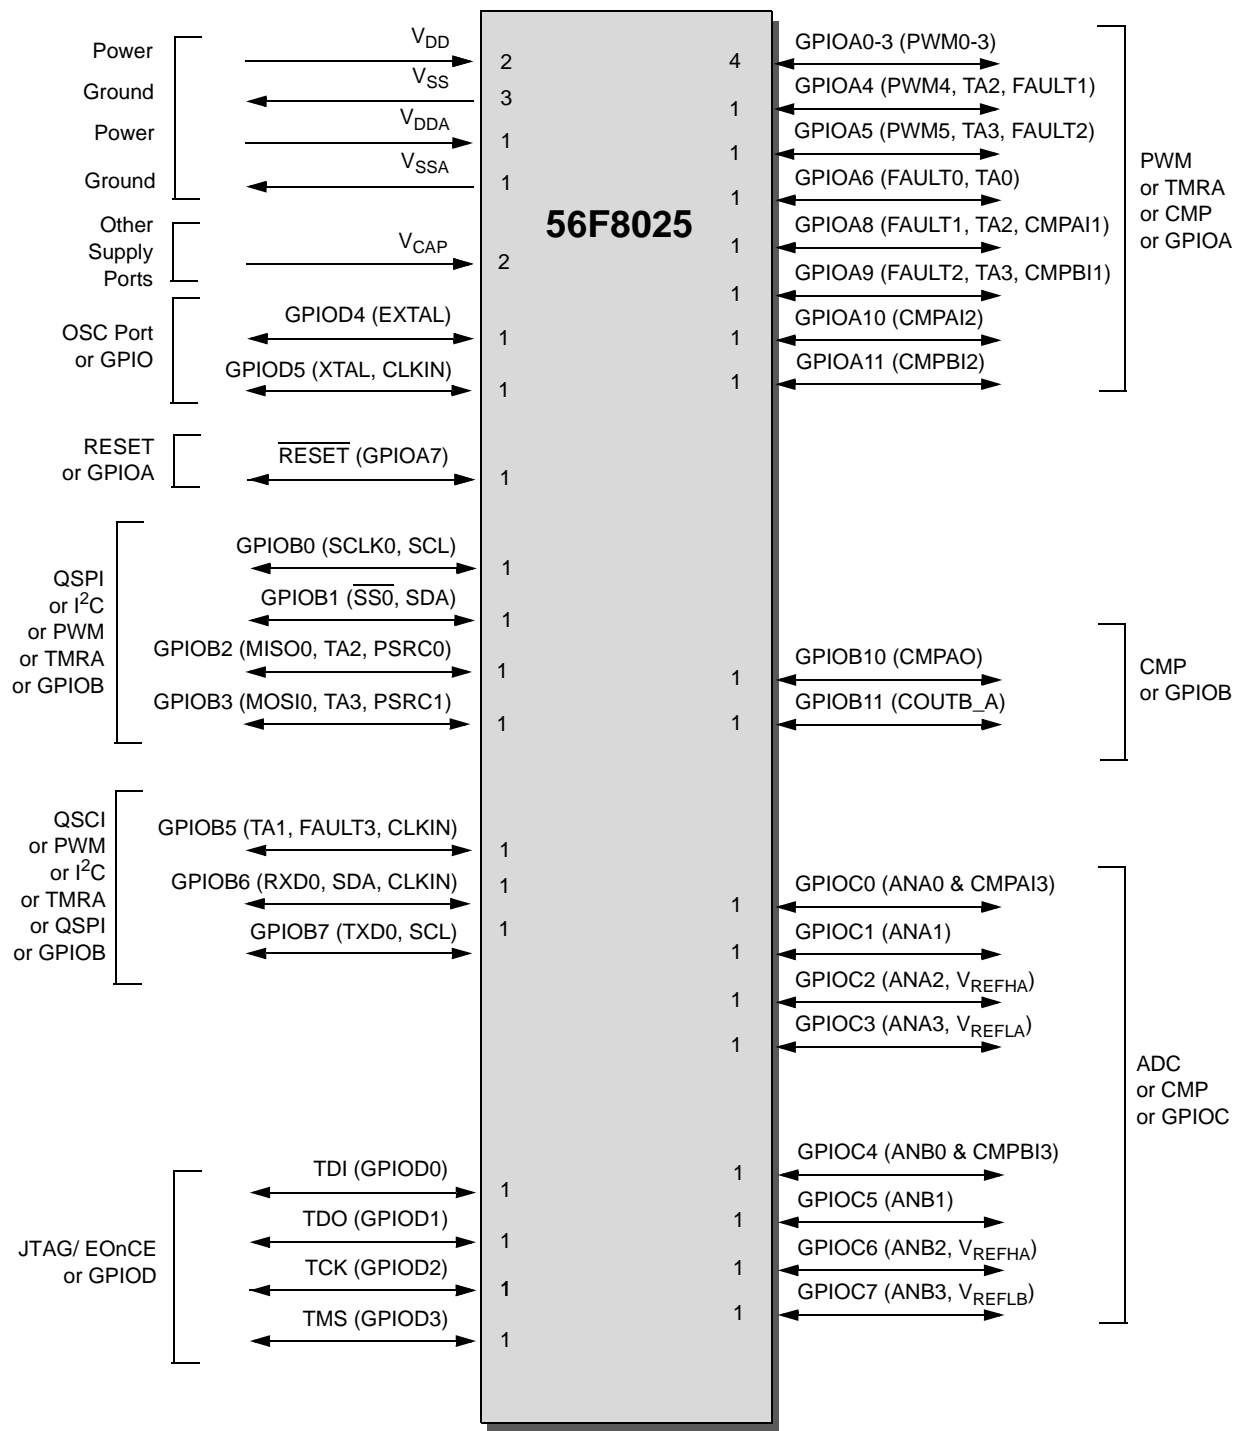 Power
Ground
Power
Ground
V_DD
V_SS
V_DDA
V_SSA
2
3
1
1
Other
Supply
Ports
V_CAP
2
OSC Port
or GPIO
GPIOD4 (EXTAL)
GPIOD5 (XTAL, CLKIN)
1
1
RESET
or GPIOA
RESET (GPIOA7)
1
QSPI
or I²C
or PWM
or TMRA
or GPIOB
GPIOB0 (SCLK0, SCL)
GPIOB1 (SS0, SDA)
GPIOB2 (MISO0, TA2, PSRC0)
GPIOB3 (MOSI0, TA3, PSRC1)
1
1
1
1
QSCI
or PWM
or I²C
or TMRA
or QSPI
or GPIOB
GPIOB5 (TA1, FAULT3, CLKIN)
GPIOB6 (RXD0, SDA, CLKIN)
GPIOB7 (TXD0, SCL)
1
1
1
JTAG/ EOnCE
or GPIOD
TDI (GPIOD0)
TDO (GPIOD1)
TCK (GPIOD2)
TMS (GPIOD3)
1
1
1
1
56F8025
4
1
1
1
1
1
1
1
GPIOA0-3 (PWM0-3)
GPIOA4 (PWM4, TA2, FAULT1)
GPIOA5 (PWM5, TA3, FAULT2)
GPIOA6 (FAULT0, TA0)
GPIOA8 (FAULT1, TA2, CMPAI1)
GPIOA9 (FAULT2, TA3, CMPBI1)
GPIOA10 (CMPAI2)
GPIOA11 (CMPBI2)
PWM
or TMRA
or CMP
or GPIOA
1
1
GPIOB10 (CMPAO)
GPIOB11 (COUTB_A)
CMP
or GPIOB
1
1
1
1
GPIOC0 (ANA0 & CMPAI3)
GPIOC1 (ANA1)
GPIOC2 (ANA2, V_REFHA)
GPIOC3 (ANA3, V_REFLA)
1
1
1
1
GPIOC4 (ANB0 & CMPBI3)
GPIOC5 (ANB1)
GPIOC6 (ANB2, V_REFHA)
GPIOC7 (ANB3, V_REFLB)
ADC
or CMP
or GPIOC